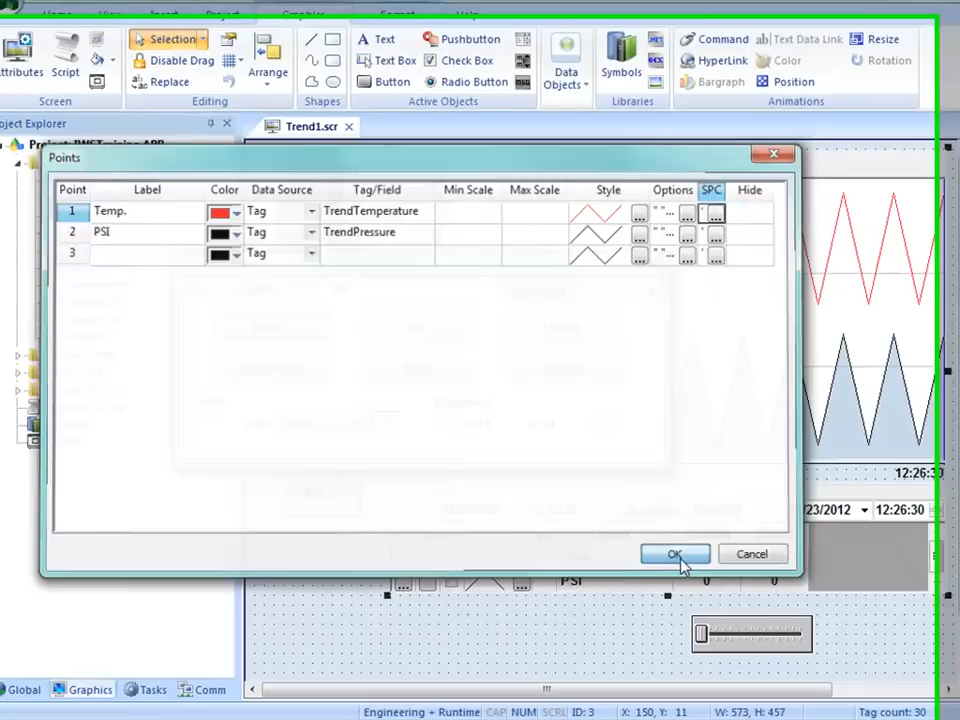 Attributes
Script
Screen
Selection
Disable Drag
Replace
Arrange
Editing
Shapes
Text
Text Box
Button
Pushbutton
Check Box
Radio Button
Active Objects
Data Objects
Symbols
Libraries
Command
HyperLink
Bargraph
Text Data Link
Color
Position
Resize
Rotation
Animations
Project Explorer
Trend1.scr
Points
Point Label Color Data Source Tag/Field Min Scale Max Scale Style Options SPC Hide
1 Temp. Tag TrendTemperature ... " "... ... ...
2 PSI Tag TrendPressure ... " "... ... ...
3 Tag ... " "... ... ...
OK Cancel
12:26:30
/23/2012 12:26:30
... ... PSI 0 0
Global Graphics Tasks Comm
Engineering + Runtime CAP NUM SCRL ID: 3 X: 150, Y: 11 W: 573, H: 457 Tag count: 30